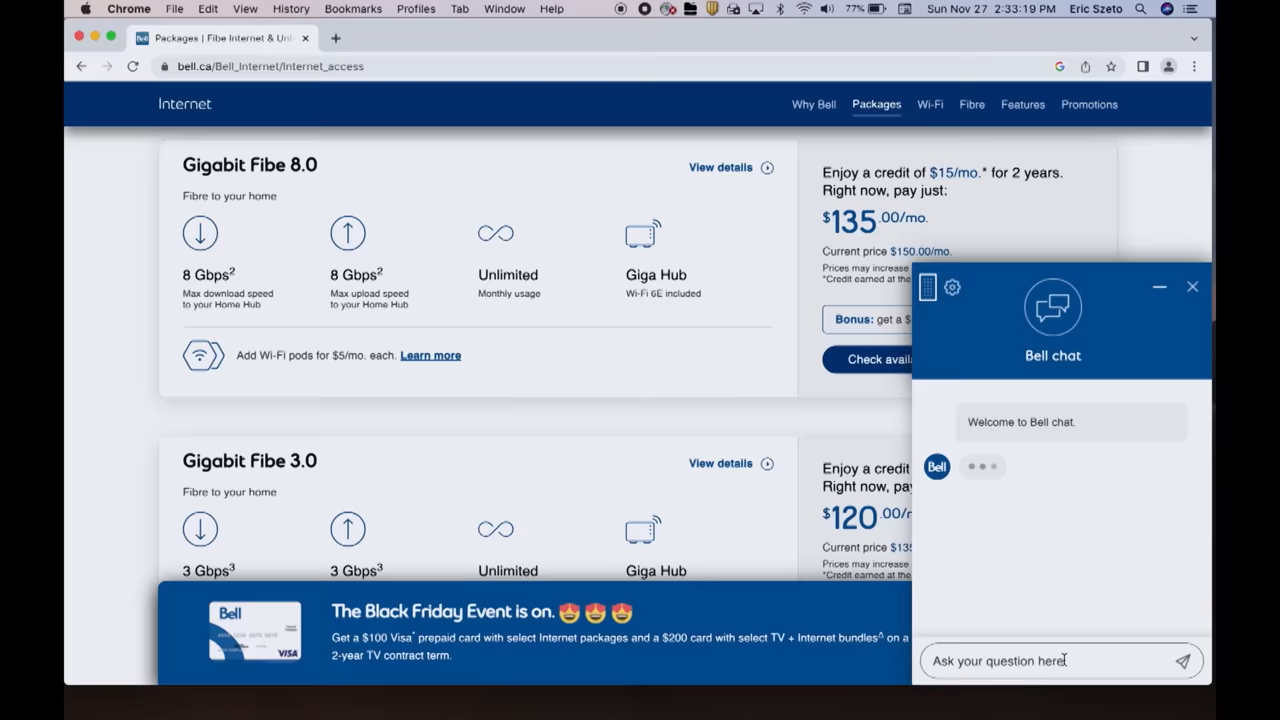 Chrome File Edit View History Bookmarks Profiles Tab Window Help 77% Sun Nov 27 2:33:19 PM Eric Szeto
Packages | Fibe Internet & Unl
bell.ca/Bell_Internet/Internet_access
Internet Why Bell Packages Wi-Fi Fibre Features Promotions
Gigabit Fibe 8.0
View details
Fibre to your home
8 Gbps2 8 Gbps2 Unlimited Giga Hub
Max download speed Max upload speed Monthly usage Wi-Fi 6E included
to your Home Hub to your Home Hub
Add Wi-Fi pods for $5/mo. each. Learn more
Enjoy a credit of $15/mo.* for 2 years.
Right now, pay just:
$135.00/mo.
Current price $150.00/mo.
Prices may increase
*Credit earned at the
Bonus: get a $
Check avail
Gigabit Fibe 3.0
View details
Fibre to your home
3 Gbps3 3 Gbps3 Unlimited Giga Hub
Enjoy a credit
Right now, pa
$120.00/
Current price $135
Prices may increase
*Credit earned at the
Bell
VISA
The Black Friday Event is on. 😍 😍 😍
Get a $100 Visa* prepaid card with select Internet packages and a $200 card with select TV + Internet bundles∆ on a
2-year TV contract term.
Bell chat
Welcome to Bell chat.
Bell
Ask your question here